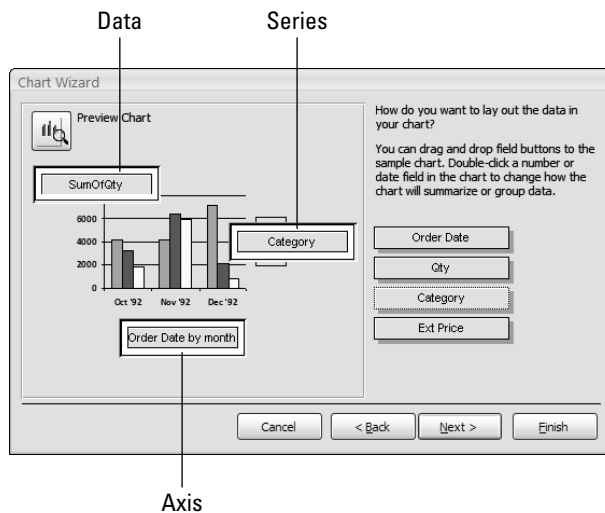 Data Series
Chart Wizard
Preview Chart
How do you want to lay out the data in
your chart?
You can drag and drop field buttons to the
sample chart. Double-click a number or
date field in the chart to change how the
chart will summarize or group data.
SumOfQty
6000
4000
2000
0
Oct '92 Nov '92 Dec '92
Category
Order Date by month
Order Date
Qty
Category
Ext Price
Cancel < Back Next > Finish
Axis